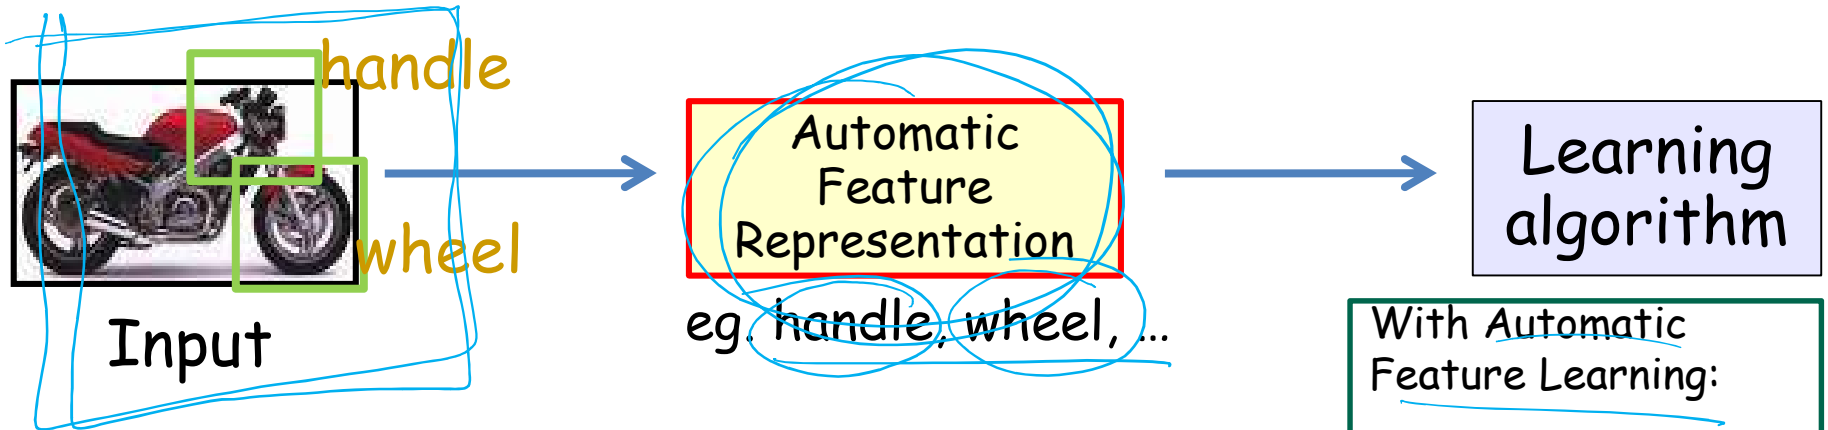 handle
wheel
Input
Automatic
Feature
Representation
eg. handle, wheel, ...
Learning
algorithm
With Automatic
Feature Learning: